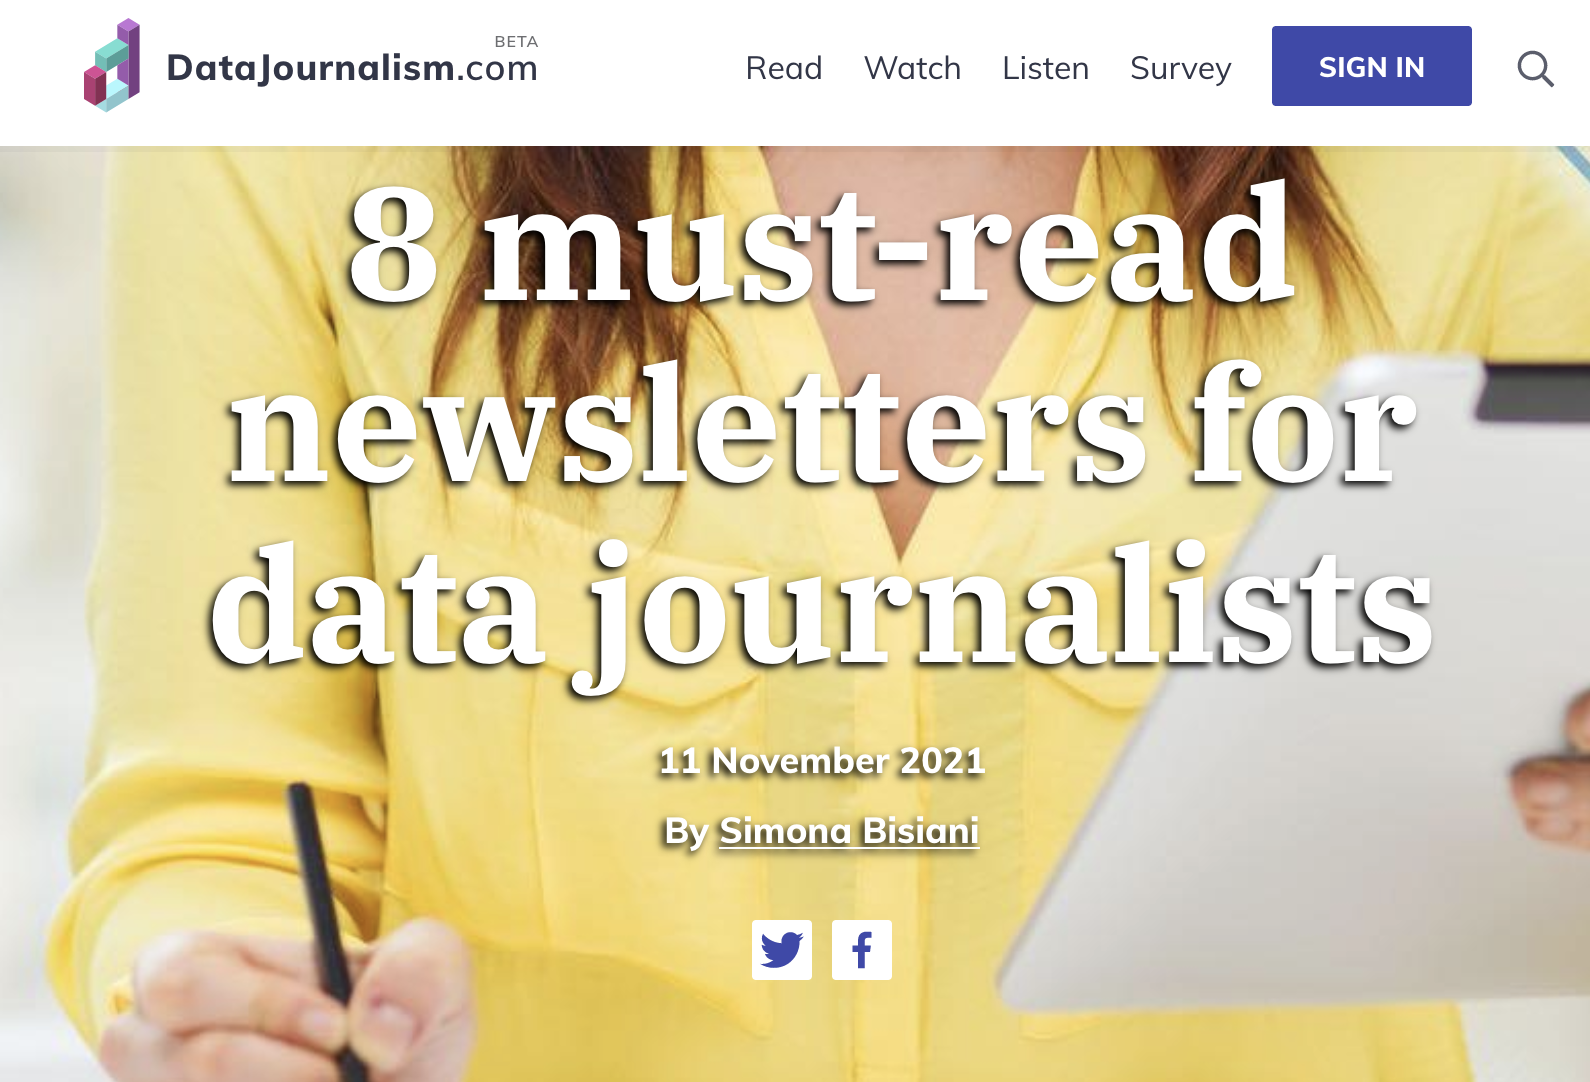 BETA
DataJournalism.com
Read Watch Listen Survey SIGN IN
8 must-read
newsletters for
data journalists
11 November 2021
By Simona Bisiani